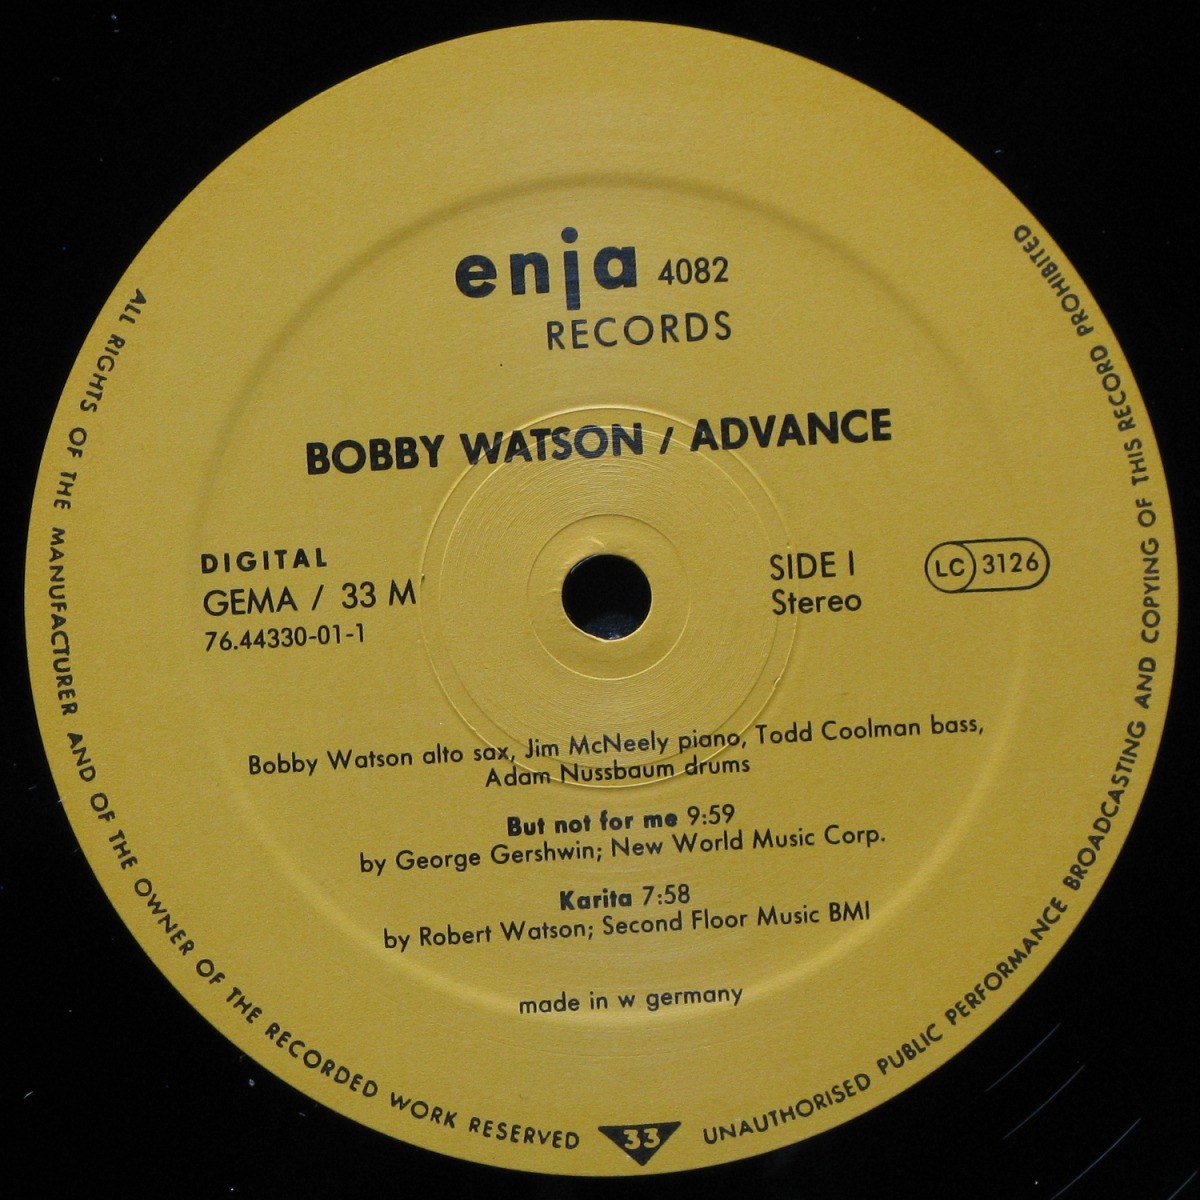 enja 4082
RECORDS
BOBBY WATSON / ADVANCE
DIGITAL
GEMA / 33 M
76.44330-01-1
SIDE I
Stereo
LC 3126
Bobby Watson alto sax, Jim McNeely piano, Todd Coolman bass,
Adam Nussbaum drums
But not for me 9:59
by George Gershwin; New World Music Corp.
Karita 7:58
by Robert Watson; Second Floor Music BMI
made in w germany
ALL RIGHTS OF THE MANUFACTURER AND OF THE OWNER OF THE RECORDED WORK RESERVED
33
UNAUTHORISED PUBLIC PERFORMANCE BROADCASTING AND COPYING OF THIS RECORD PROHIBITED